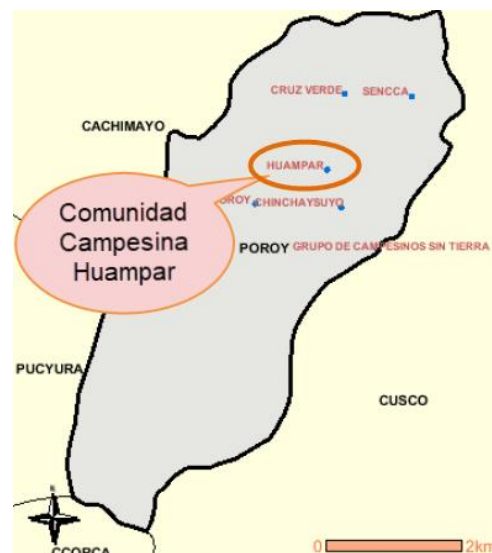 CRUZ VERDE SENCCA
CACHIMAYO
HUAMPAR
Comunidad
Campesina
Huampar
OROY CHINCHAYSUYO
POROY GRUPO DE CAMPESINOS SIN TIERRA
PUCYURA
CUSCO
N
CCORCA
0 2km